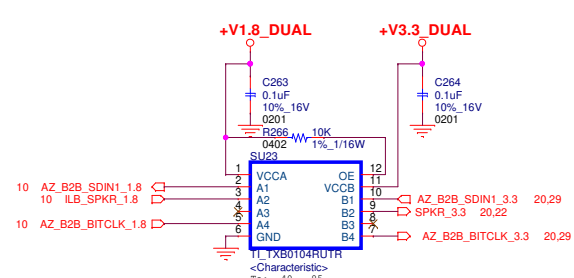 +V1.8_DUAL +V3.3_DUAL
C263 C264
0.1uF 0.1uF
10%_16V 10%_16V
0201 0201
R266 10K
0402 1%_1/16W
SU23
1 VCCA OE 12
10 AZ_B2B_SDIN1_1.8 2 A1 VCCB 11
10 ILB_SPKR_1.8 3 A2 B1 10 AZ_B2B_SDIN1_3.3 20,29
4 A3 B2 9 SPKR_3.3 20,22
10 AZ_B2B_BITCLK_1.8 5 A4 B3 8
6 GND B4 7 AZ_B2B_BITCLK_3.3 20,29
TI_TXB0104RUTR
<Characteristic>